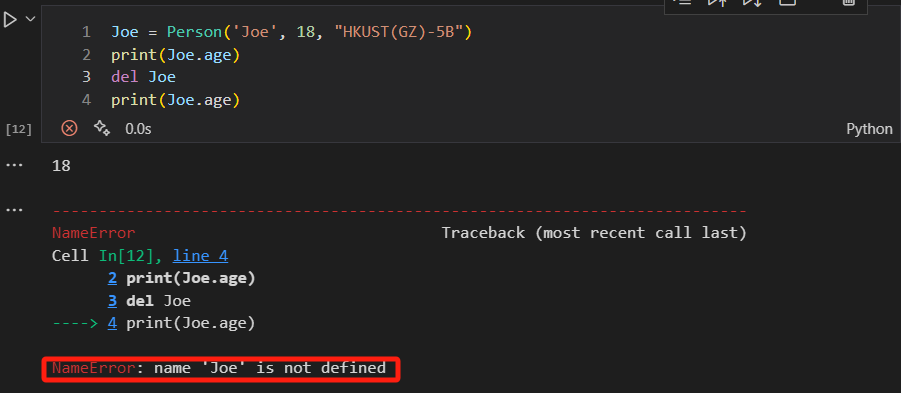 1 Joe = Person('Joe', 18, "HKUST(GZ)-5B")
2 print(Joe.age)
3 del Joe
4 print(Joe.age)
[12] 0.0s Python
... 18
... ---------------------------------------------------------------------------
NameError Traceback (most recent call last)
Cell In[12], line 4
2 print(Joe.age)
3 del Joe
----> 4 print(Joe.age)
NameError: name 'Joe' is not defined